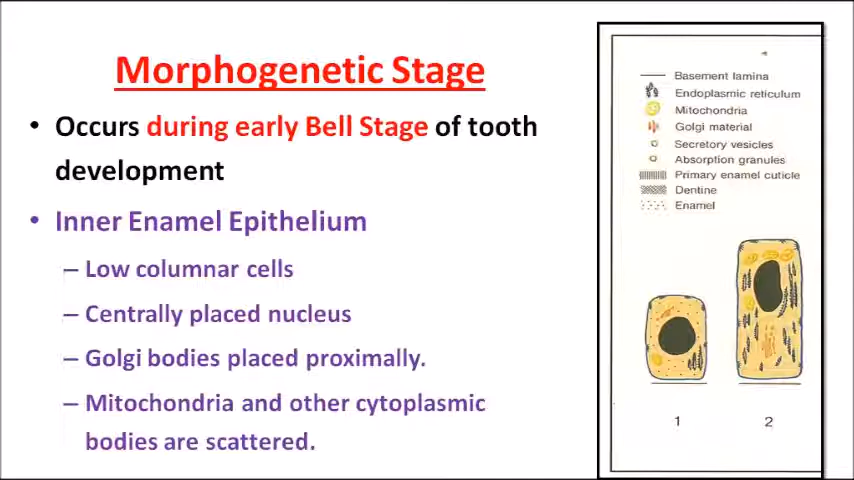 Morphogenetic Stage
• Occurs during early Bell Stage of tooth
development
• Inner Enamel Epithelium
– Low columnar cells
– Centrally placed nucleus
– Golgi bodies placed proximally.
– Mitochondria and other cytoplasmic
bodies are scattered.
Basement lamina
Endoplasmic reticulum
Mitochondria
Golgi material
Secretory vesicles
Absorption granules
Primary enamel cuticle
Dentine
Enamel
1 2